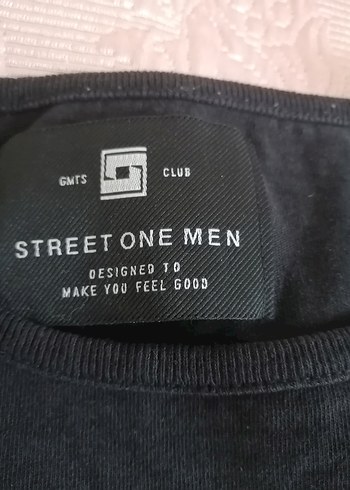 GMTS CLUB
STREET ONE MEN
DESIGNED TO
MAKE YOU FEEL GOOD